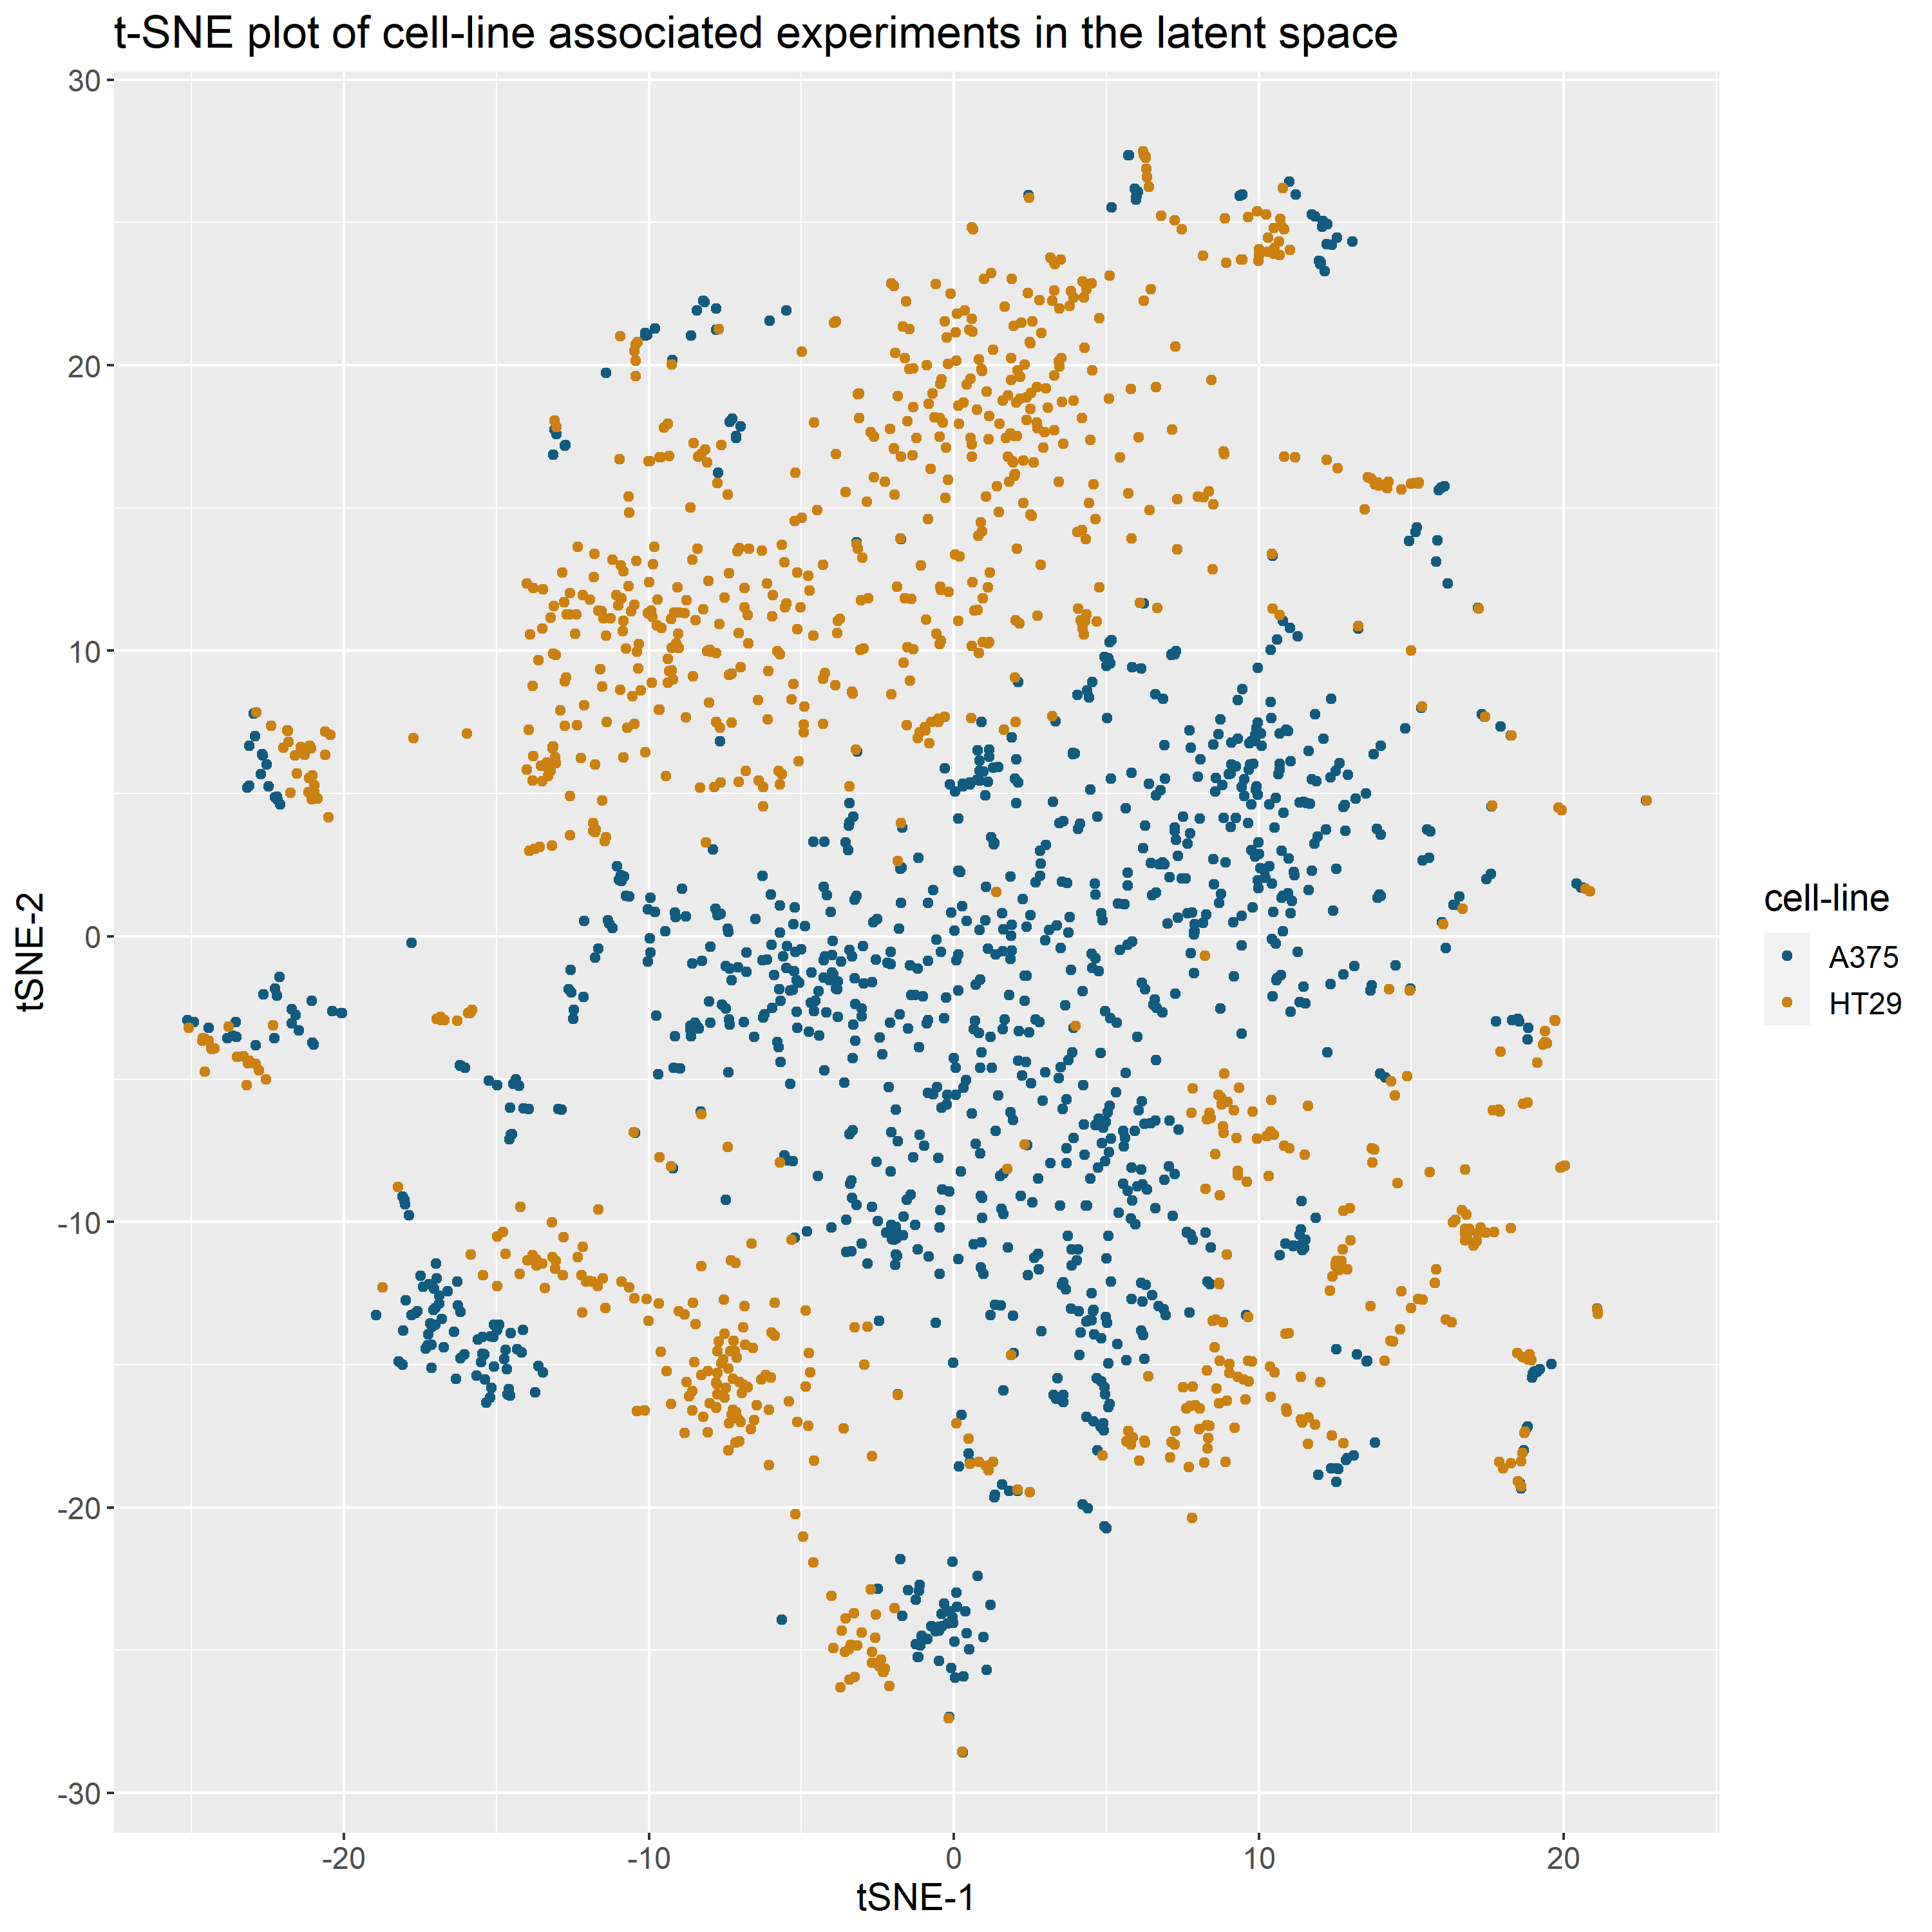 t-SNE plot of cell-line associated experiments in the latent space
30
20
10
0
-10
-20
-30
tSNE-2
-20
-10
0
10
20
tSNE-1
cell-line
A375
HT29